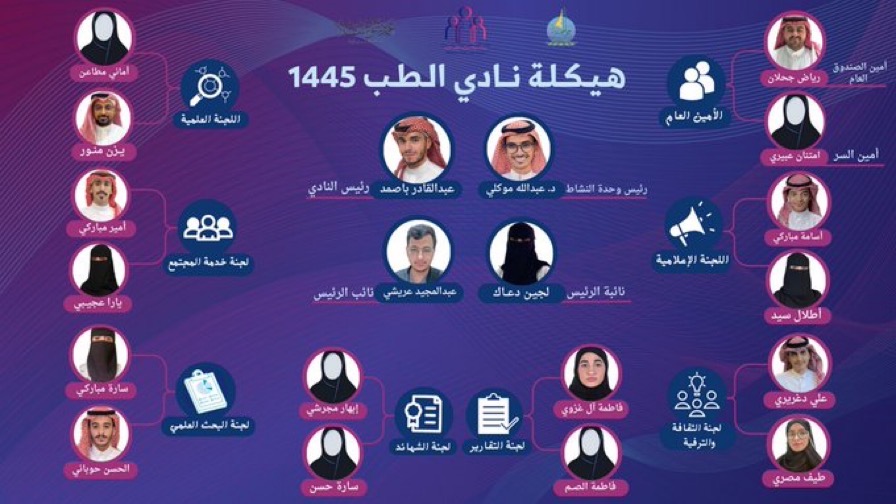 هيكلة نادي الطب 1445
رئيس وحدة النشاط
د. عبدالله موكلي
عبدالقادر باصمد
رئيس النادي
نائبة الرئيس
لجين دعاك
عبدالمجيد عريشي
نائب الرئيس
الأمين العام
أمين الصندوق
العام
رياض جحلان
أمين السر
امتنان عبيري
اللجنة الإعلامية
أسامة مباركي
أطلال سيد
لجنة الثقافة
والترفية
علي دغريري
طيف مصري
لجنة التقارير
فاطمة آل غزوي
فاطمة الصم
لجنة الشهائد
إبهار مجرشي
سارة حسن
اللجنة العلمية
أماني مطاعن
يزن منور
لجنة خدمة المجتمع
أمير مباركي
يارا عجيبي
لجنة البحث العلمي
سارة مباركي
الحسن حوباني